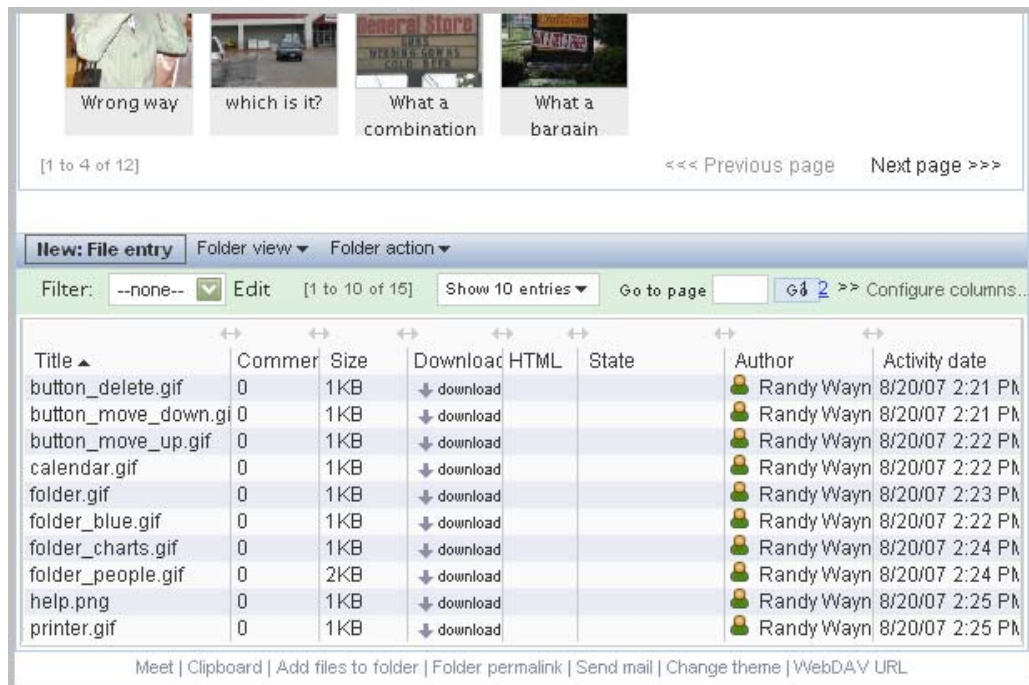 General Store
GUNS
WEDDING GOWNS
COLD BEER
Wrong way
which is it?
What a combination
What a bargain
[1 to 4 of 12]
<<< Previous page
Next page >>>
New: File entry
Folder view
Folder action
Filter: --none-- Edit [1 to 10 of 15] Show 10 entries Go to page 2 >> Configure columns...
Title Commer Size Download HTML State Author Activity date
button_delete.gif 0 1KB download Randy Wayn 8/20/07 2:21 PM
button_move_down.gi 0 1KB download Randy Wayn 8/20/07 2:21 PM
button_move_up.gif 0 1KB download Randy Wayn 8/20/07 2:22 PM
calendar.gif 0 1KB download Randy Wayn 8/20/07 2:22 PM
folder.gif 0 1KB download Randy Wayn 8/20/07 2:23 PM
folder_blue.gif 0 1KB download Randy Wayn 8/20/07 2:22 PM
folder_charts.gif 0 1KB download Randy Wayn 8/20/07 2:24 PM
folder_people.gif 0 2KB download Randy Wayn 8/20/07 2:24 PM
help.png 0 1KB download Randy Wayn 8/20/07 2:25 PM
printer.gif 0 1KB download Randy Wayn 8/20/07 2:25 PM
Meet | Clipboard | Add files to folder | Folder permalink | Send mail | Change theme | WebDAV URL